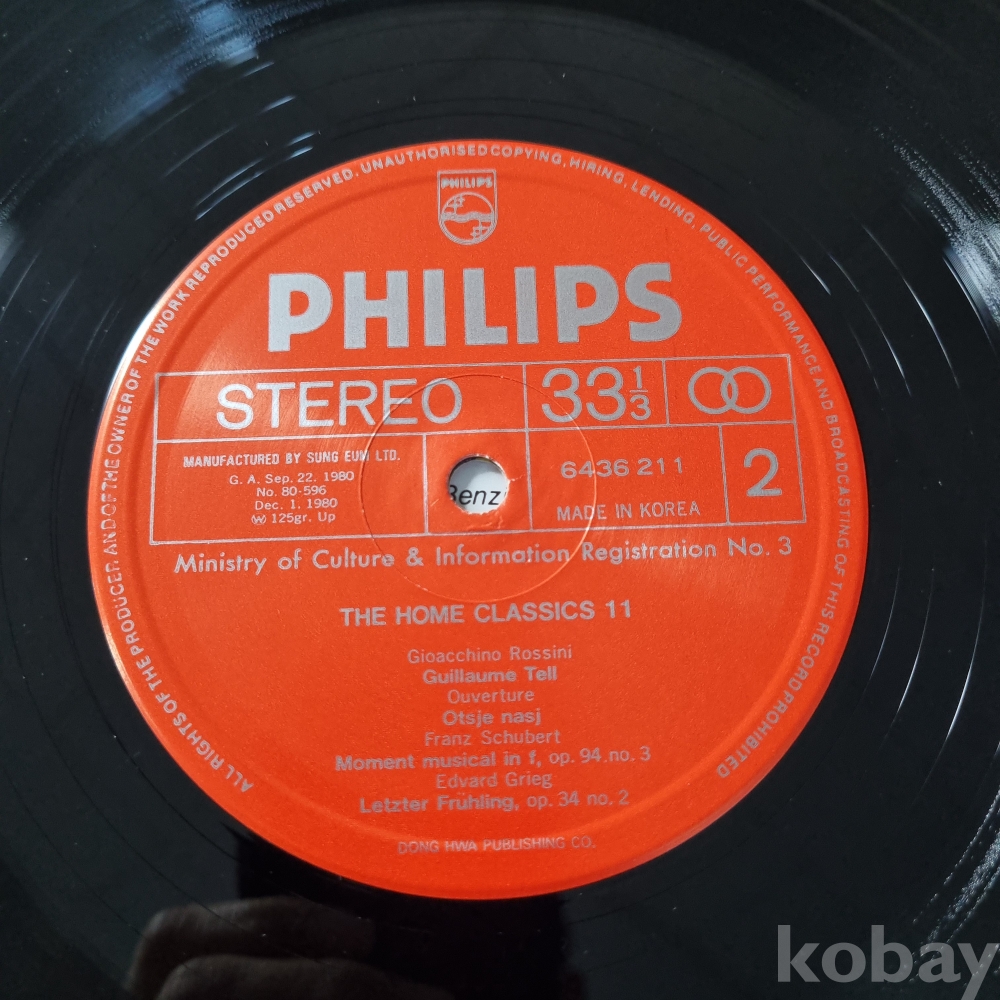 ALL RIGHTS OF THE PRODUCER AND OF THE OWNER OF THE WORK REPRODUCED RESERVED. UNAUTHORISED COPYING, HIRING, LENDING, PUBLIC PERFORMANCE AND BROADCASTING OF THIS RECORD PROHIBITED
PHILIPS
PHILIPS
STEREO 33 1/3
MANUFACTURED BY SUNG EUM LTD.
G. A. Sep. 22. 1980
No. 80-596
Dec. 1. 1980
Ⓦ 125gr. Up
Benz
6436 211
MADE IN KOREA
2
Ministry of Culture & Information Registration No. 3
THE HOME CLASSICS 11
Gioacchino Rossini
Guillaume Tell
Ouverture
Otsje nasj
Franz Schubert
Moment musical in f, op. 94. no. 3
Edvard Grieg
Letzter Frühling, op. 34 no. 2
DONG HWA PUBLISHING CO.
kobay